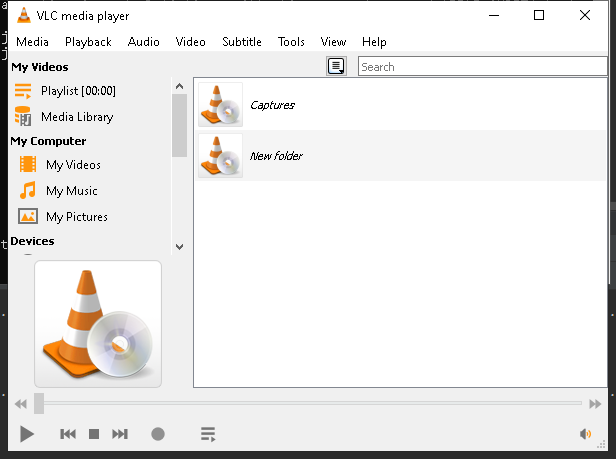 VLC media player
Media Playback Audio Video Subtitle Tools View Help
My Videos
Search
Playlist [00:00]
Media Library
My Computer
My Videos
My Music
My Pictures
Devices
Captures
New folder